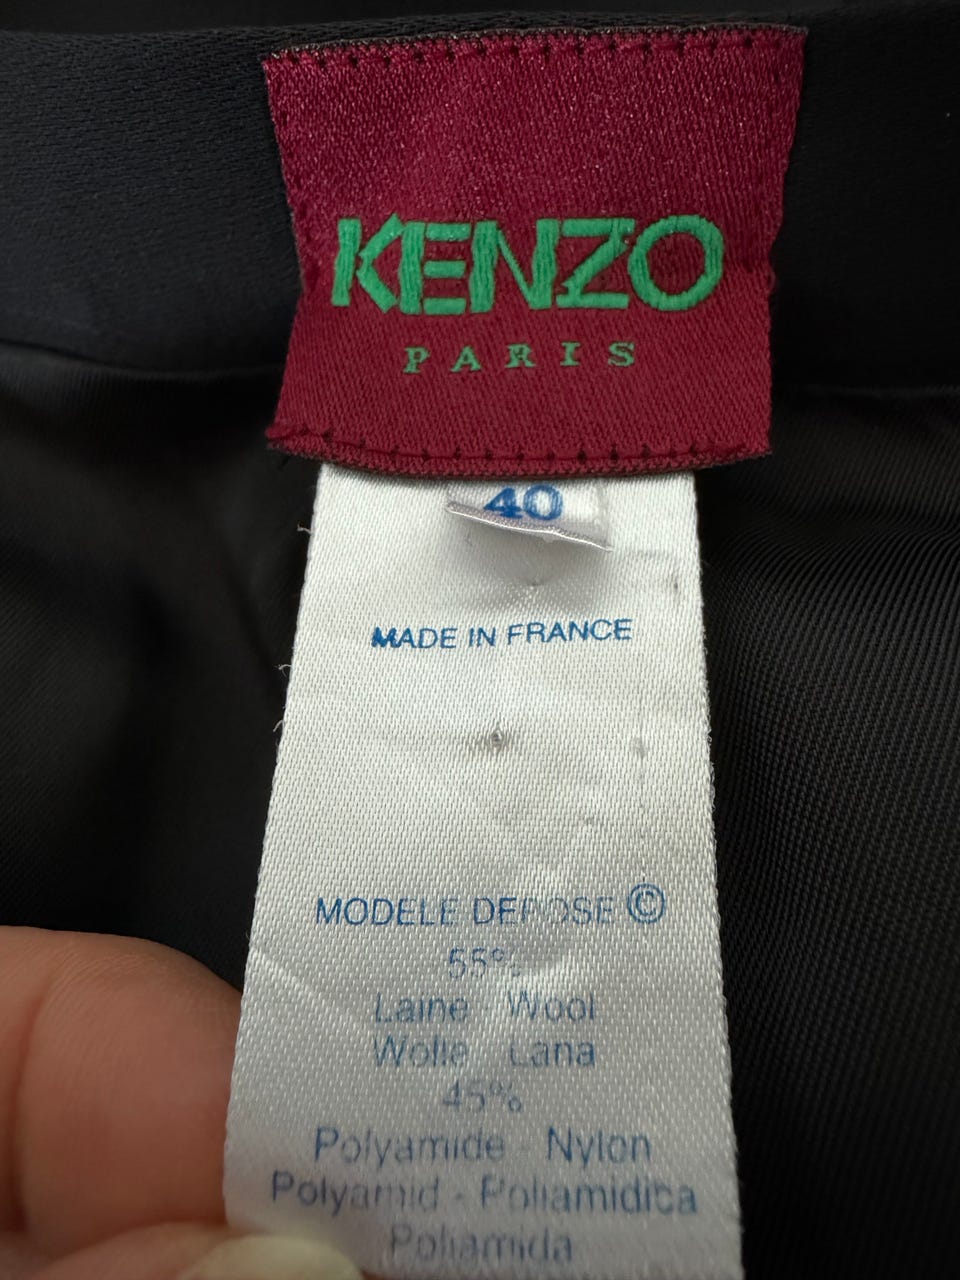 KENZO
PARIS
40
MADE IN FRANCE
MODELE DEPOSE ©
55%
Laine - Wool
Wolle Lana
45%
Polyamide - Nylon
Polyamid - Poliamidica
Poliamida